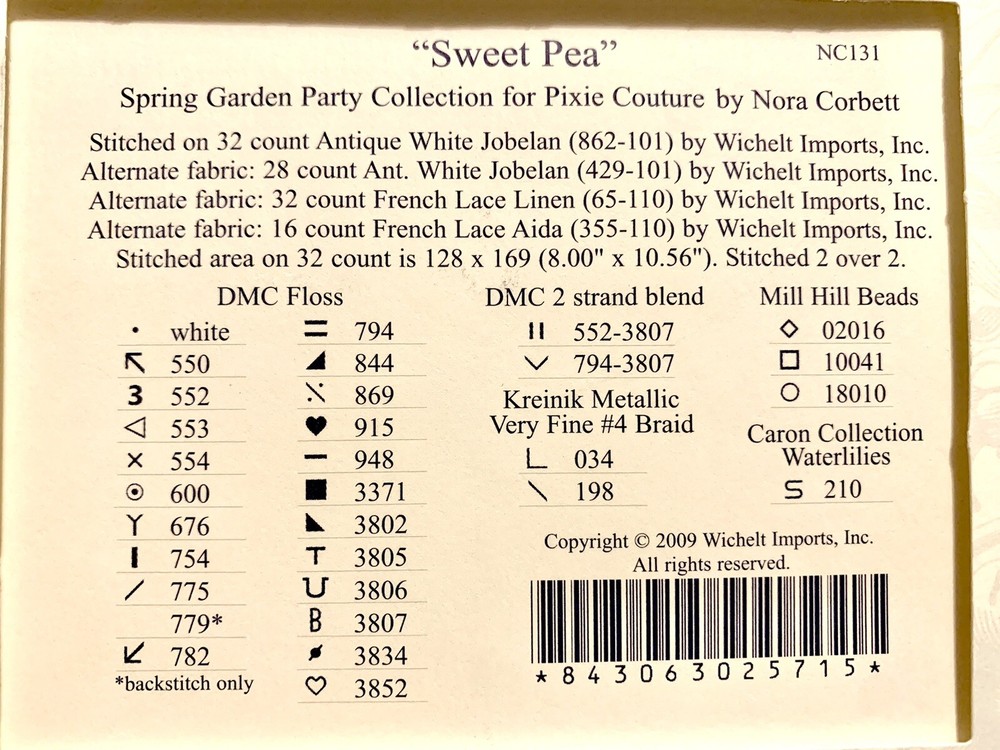 “Sweet Pea” NC131
Spring Garden Party Collection for Pixie Couture by Nora Corbett
Stitched on 32 count Antique White Jobelan (862-101) by Wichelt Imports, Inc.
Alternate fabric: 28 count Ant. White Jobelan (429-101) by Wichelt Imports, Inc.
Alternate fabric: 32 count French Lace Linen (65-110) by Wichelt Imports, Inc.
Alternate fabric: 16 count French Lace Aida (355-110) by Wichelt Imports, Inc.
Stitched area on 32 count is 128 x 169 (8.00" x 10.56"). Stitched 2 over 2.
DMC Floss
white
550
3 552
553
554
600
676
754
775
779*
782
*backstitch only
794
844
869
915
948
3371
3802
3805
3806
3807
3834
3852
DMC 2 strand blend
552-3807
794-3807
Kreinik Metallic
Very Fine #4 Braid
034
198
Mill Hill Beads
02016
10041
18010
Caron Collection
Waterlilies
S 210
Copyright © 2009 Wichelt Imports, Inc.
All rights reserved.
*843063025715*